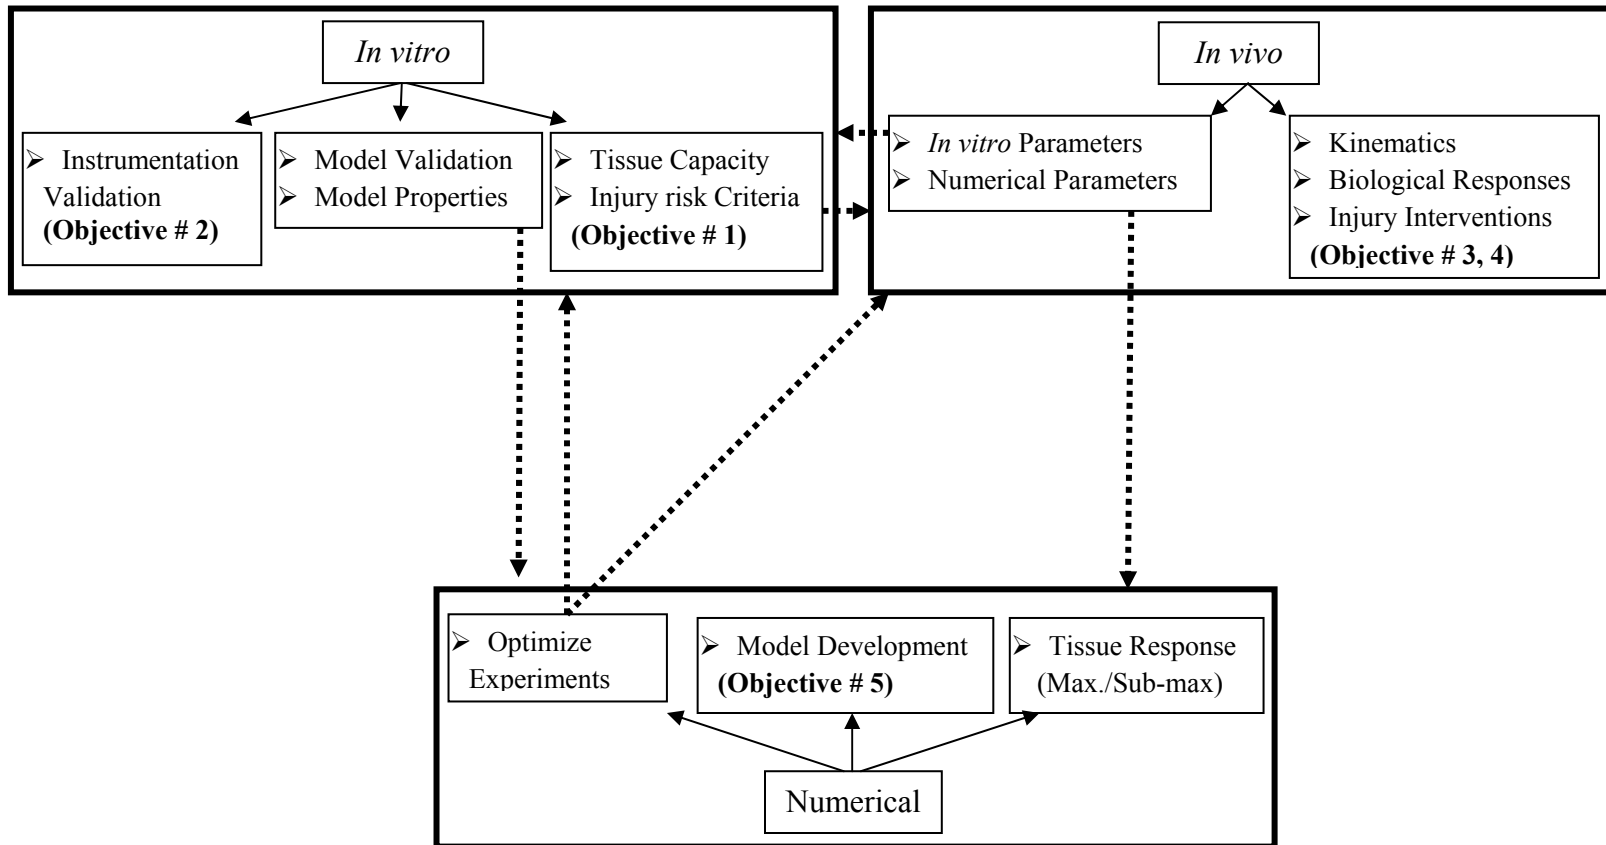 In vitro
Instrumentation
Validation
(Objective # 2)
Model Validation
Model Properties
Tissue Capacity
Injury risk Criteria
(Objective # 1)
In vivo
In vitro Parameters
Numerical Parameters
Kinematics
Biological Responses
Injury Interventions
(Objective # 3, 4)
Optimize
Experiments
Model Development
(Objective # 5)
Tissue Response
(Max./Sub-max)
Numerical